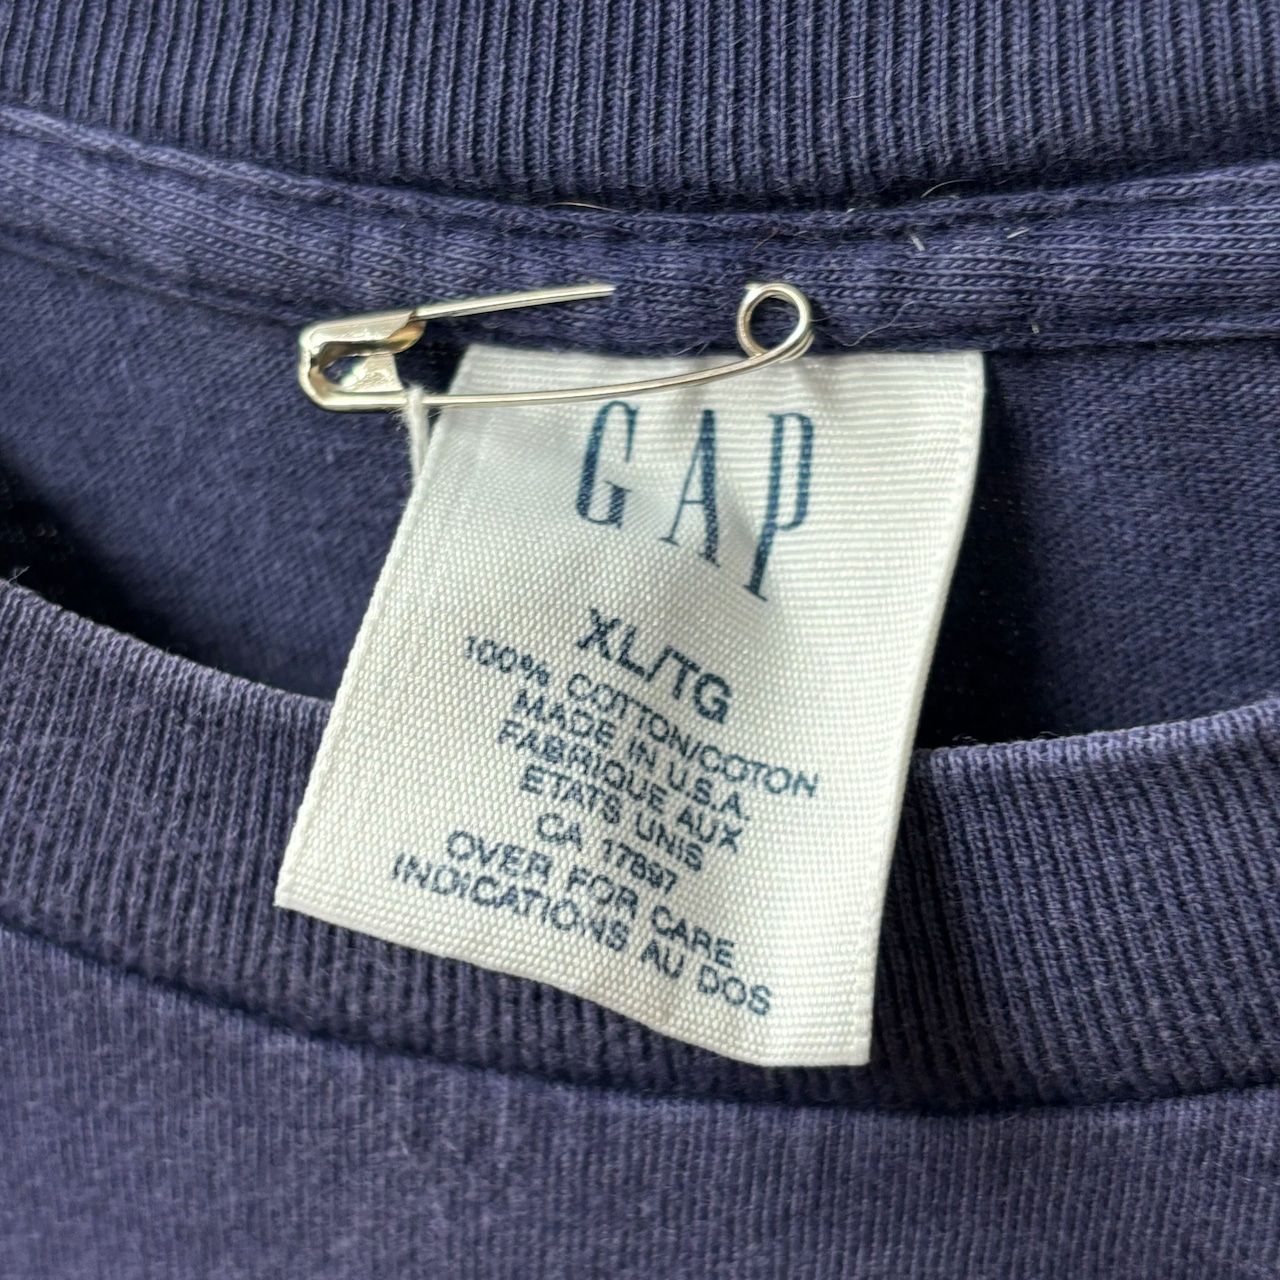 GAP
XL/TG
100% COTTON/COTON
MADE IN U.S.A.
FABRIQUE AUX
ETATS UNIS
CA 17897
OVER FOR CARE
INDICATIONS AU DOS